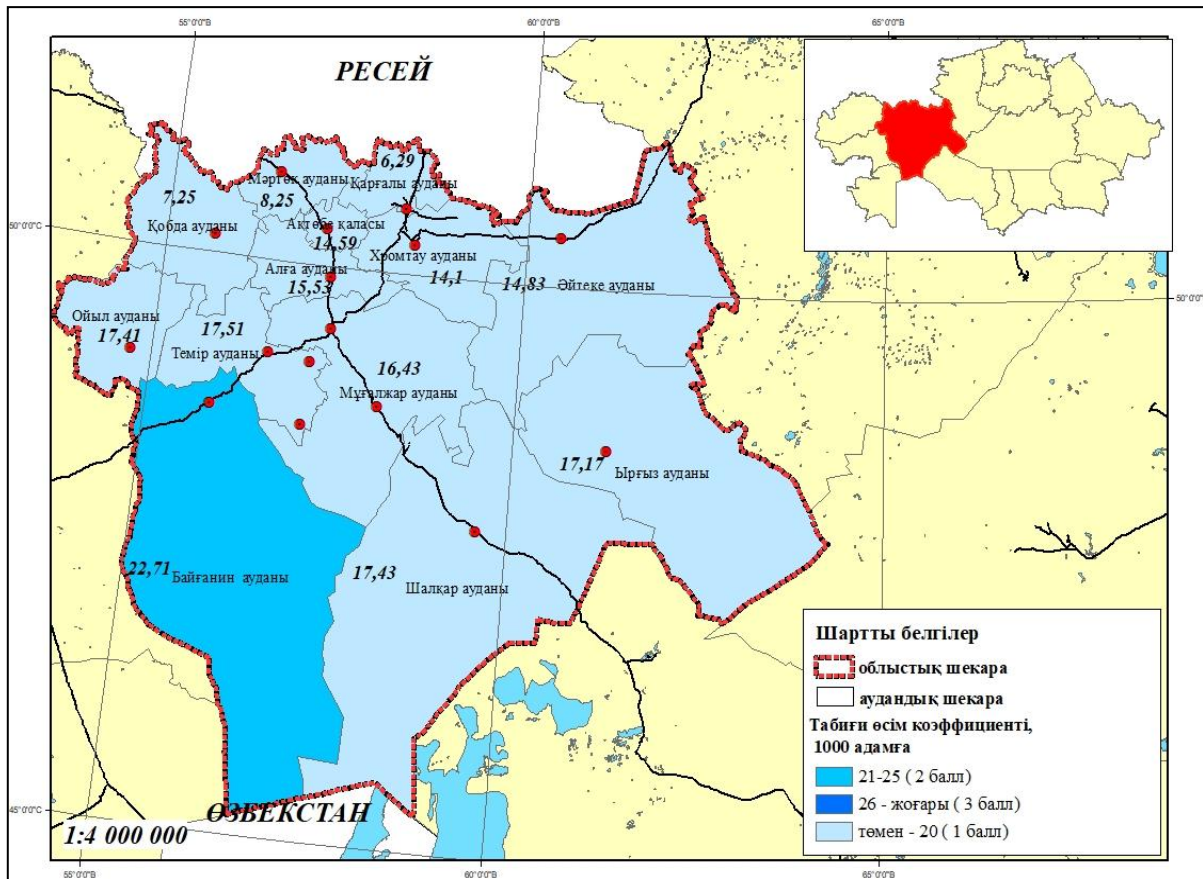 55°0'0"В
60°0'0"В
65°0'0"В
РЕСЕЙ
6,29
Мәртөк ауданы
Қарғалы ауданы
7,25
8,25
Қобда ауданы
Ақтөбе қаласы
14,59
50°0'0"С
Хромтау ауданы
Алға ауданы
14,1
14,83
Әйтеке ауданы
15,53
50°0'0"С
Ойыл ауданы
17,41
17,51
Темір ауданы
16,43
Мұғалжар ауданы
17,17
Ырғыз ауданы
22,71
Байғанин ауданы
17,43
Шалқар ауданы
Шартты белгілер
облыстық шекара
аудандық шекара
Табиғи өсім коэффициенті,
1000 адамға
21-25 ( 2 балл)
26 - жоғары ( 3 балл)
төмен - 20 ( 1 балл)
45°0'0"С
ӨЗБЕКСТАН
1:4 000 000
55°0'0"В
60°0'0"В
65°0'0"В